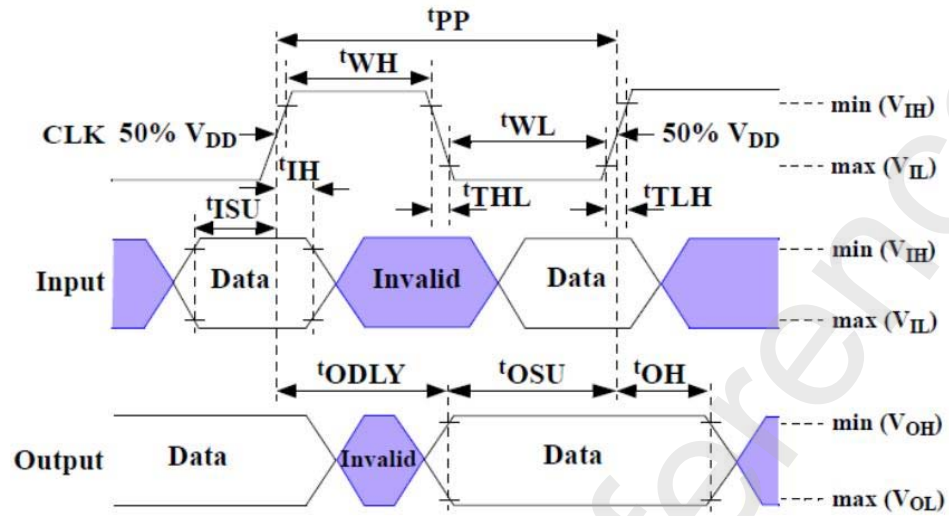 tPP
tWH
min (VIH)
CLK 50% VDD
tWL
50% VDD
tIH
max (VIL)
tISU
tTHL
tTLH
min (VIH)
Input
Data
Invalid
Data
max (VIL)
tODLY
tOSU
tOH
min (VOH)
Output
Data
Invalid
Data
max (VOL)